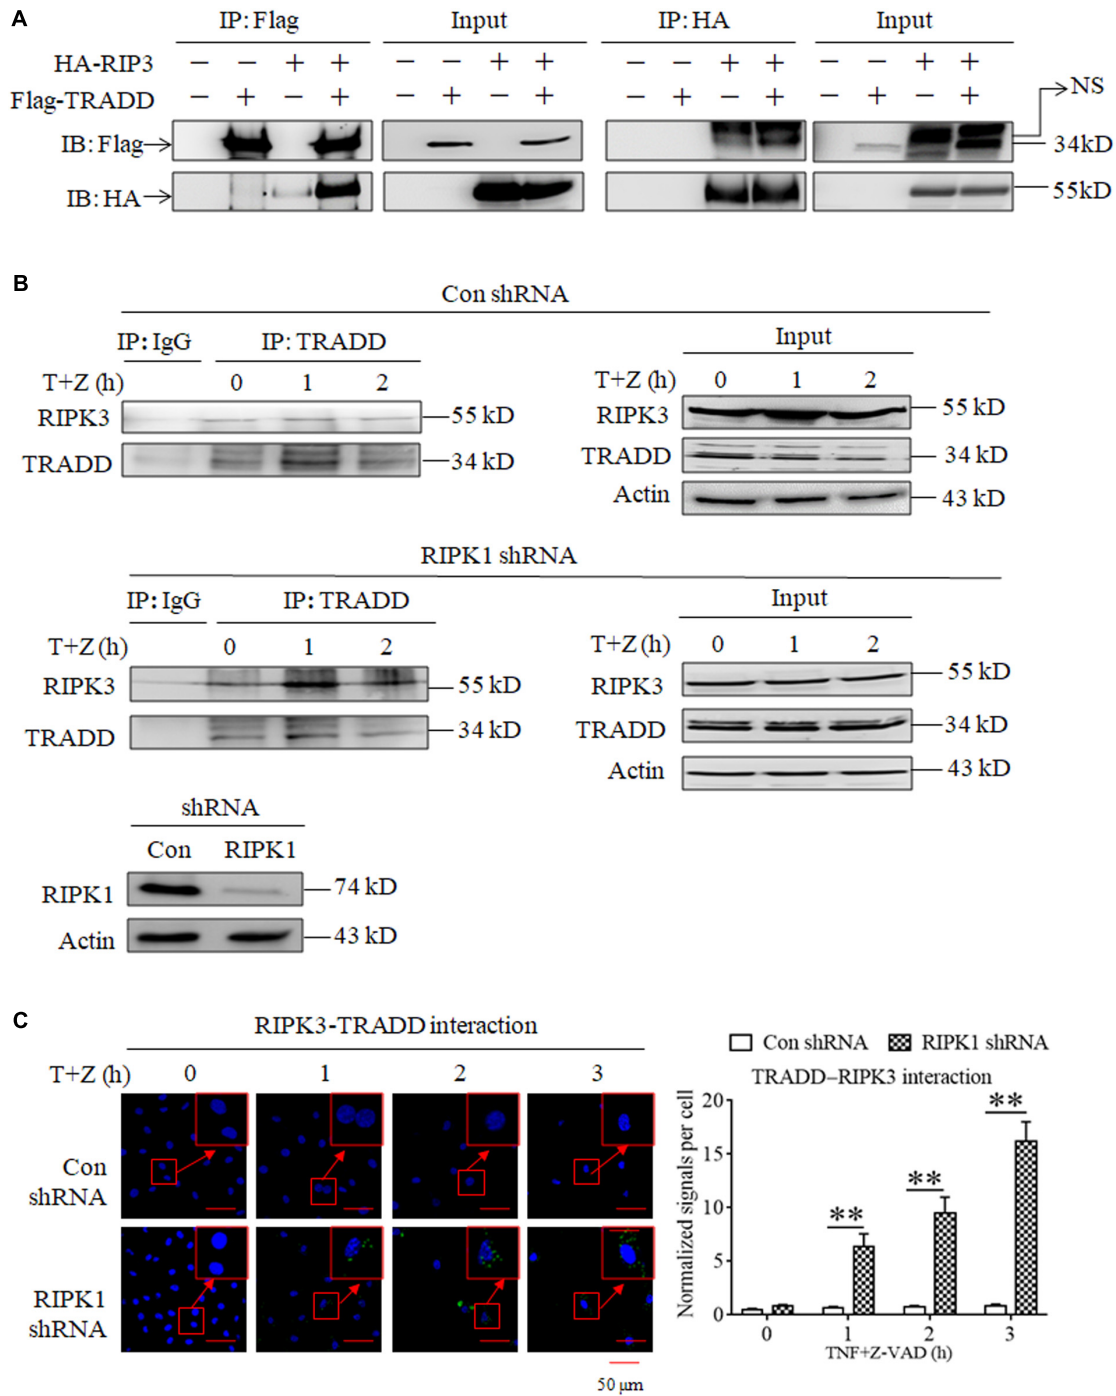 A
IP: Flag Input IP: HA Input
HA-RIP3 − − + + − − + + − − + + − − + +
Flag-TRADD − + − + − + − + − + − + − + − +
NS
IB: Flag 34kD
IB: HA 55kD
B
Con shRNA
IP: IgG IP: TRADD Input
T+Z (h) 0 1 2 T+Z (h) 0 1 2
RIPK3 55 kD RIPK3 55 kD
TRADD 34 kD TRADD 34 kD
Actin 43 kD
RIPK1 shRNA
IP: IgG IP: TRADD Input
T+Z (h) 0 1 2 T+Z (h) 0 1 2
RIPK3 55 kD RIPK3 55 kD
TRADD 34 kD TRADD 34 kD
Actin 43 kD
shRNA
Con RIPK1
RIPK1 74 kD
Actin 43 kD
C
RIPK3-TRADD interaction
T+Z (h) 0 1 2 3
Con
shRNA
RIPK1
shRNA
50 μm
Con shRNA RIPK1 shRNA
TRADD–RIPK3 interaction
Normalized signals per cell
20
15
10
5
0
** ** **
0 1 2 3
TNF+Z-VAD (h)